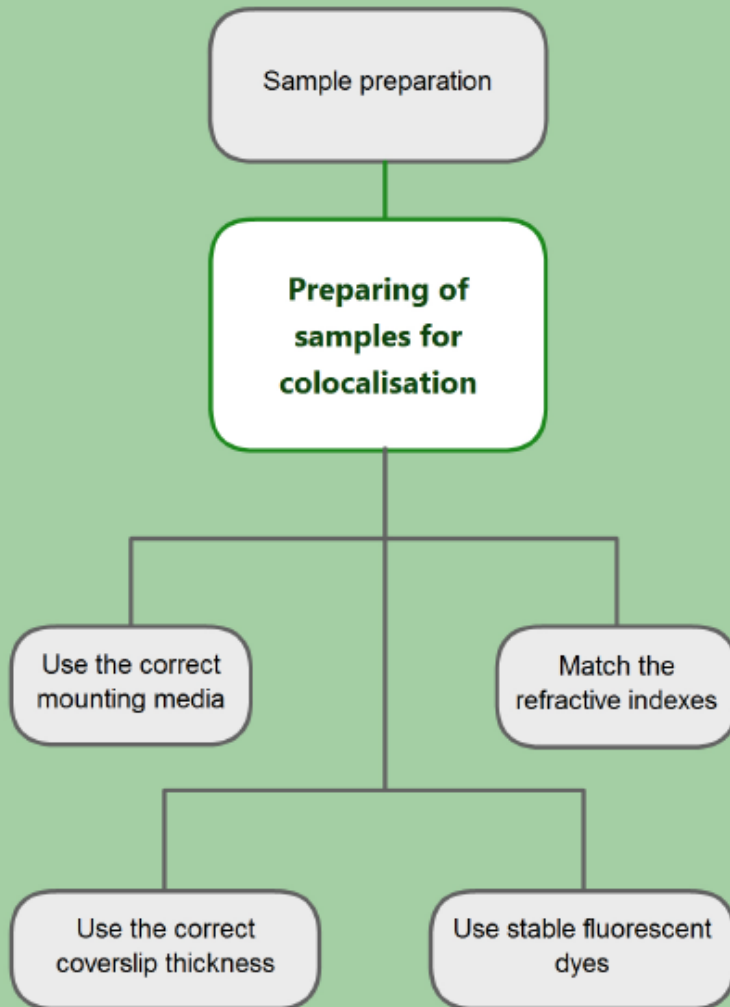 Sample preparation
Preparing of
samples for
colocalisation
Use the correct
mounting media
Match the
refractive indexes
Use the correct
coverslip thickness
Use stable fluorescent
dyes